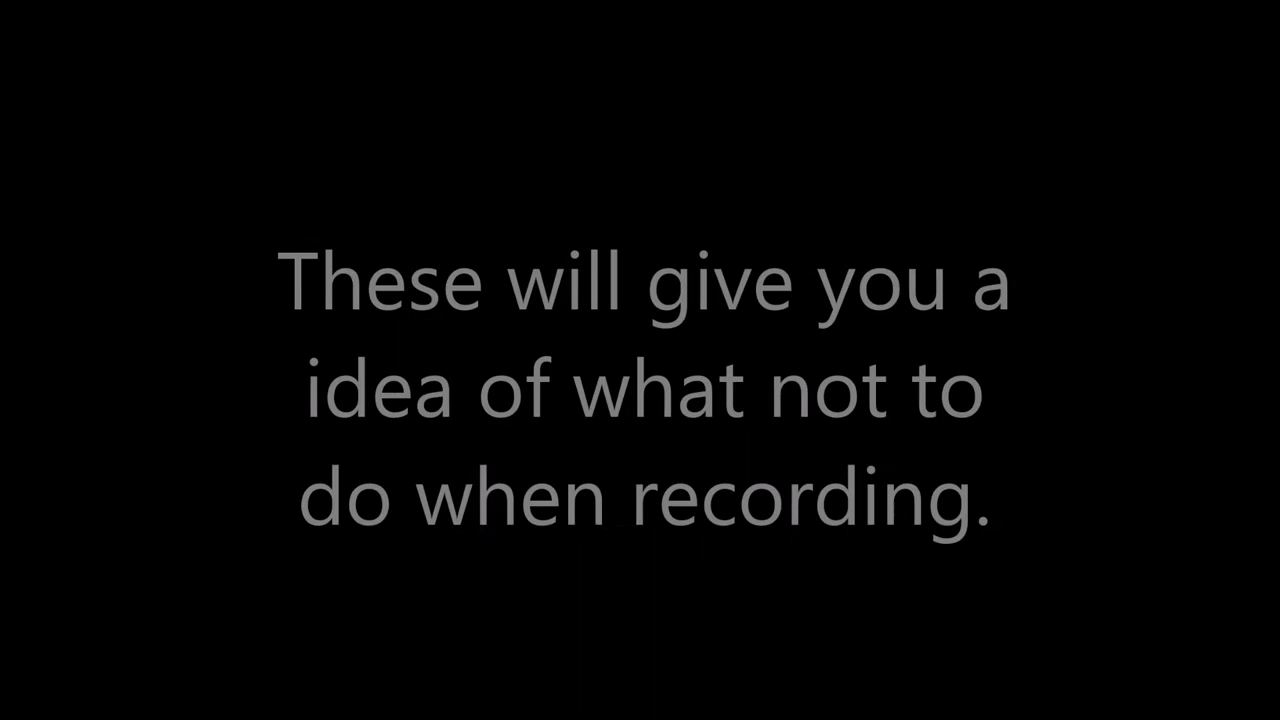 These will give you a
idea of what not to
do when recording.